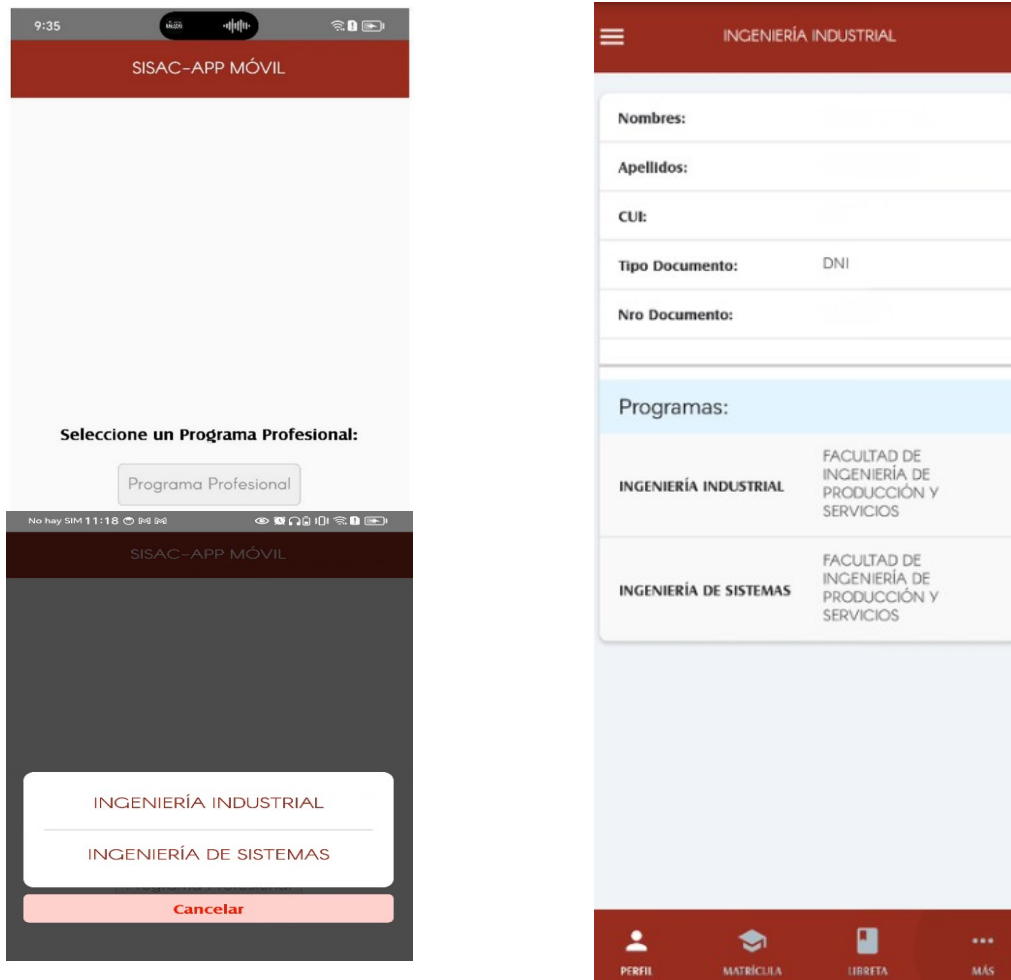 9:35
SISAC-APP MÓVIL
Seleccione un Programa Profesional:
Programa Profesional
No hay SIM 11:18
SISAC-APP MÓVIL
INGENIERÍA INDUSTRIAL
INGENIERÍA DE SISTEMAS
Cancelar
INGENIERÍA INDUSTRIAL
Nombres:
Apellidos:
CUI:
Tipo Documento: DNI
Nro Documento:
Programas:
INGENIERÍA INDUSTRIAL
FACULTAD DE
INGENIERÍA DE
PRODUCCIÓN Y
SERVICIOS
INGENIERÍA DE SISTEMAS
FACULTAD DE
INGENIERÍA DE
PRODUCCIÓN Y
SERVICIOS
PERFIL MATRÍCULA LIBRETA MÁS